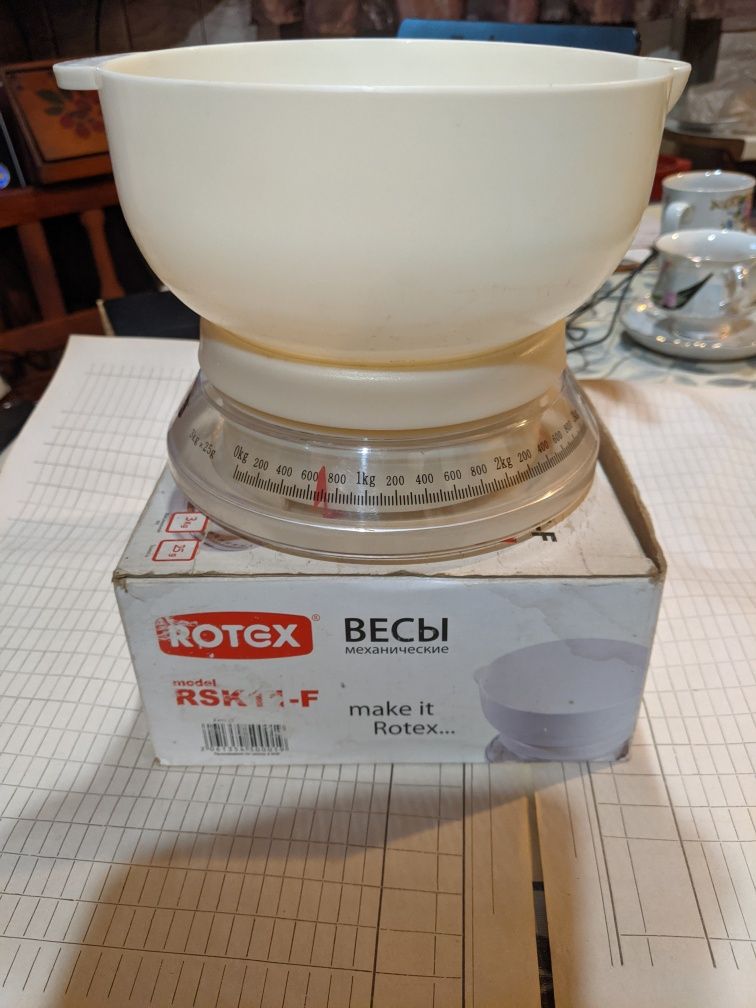 3kg×25g
0kg 200 400 600 800 1kg 200 400 600 800 2kg 200 400 600 800
3kg
25g
F
ROTEX®
ВЕСЫ
механические
model
RSK11-F
make it
Rotex...